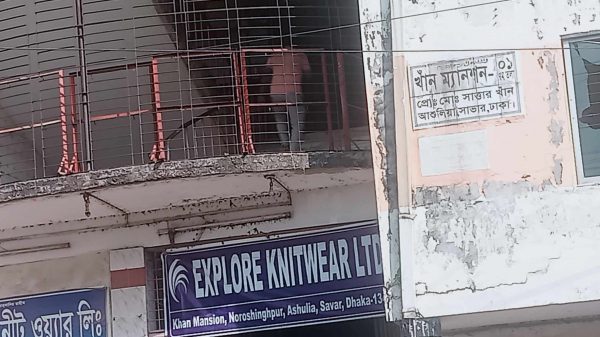 খাঁন ম্যানশন-০১
প্রোঃ মোঃ সাত্তার খাঁন
আশুলিয়া, সাভার, ঢাকা।
EXPLORE KNITWEAR LTD
Khan Mansion, Noroshinghpur, Ashulia, Savar, Dhaka-13
নীট ওয়্যার লিঃ